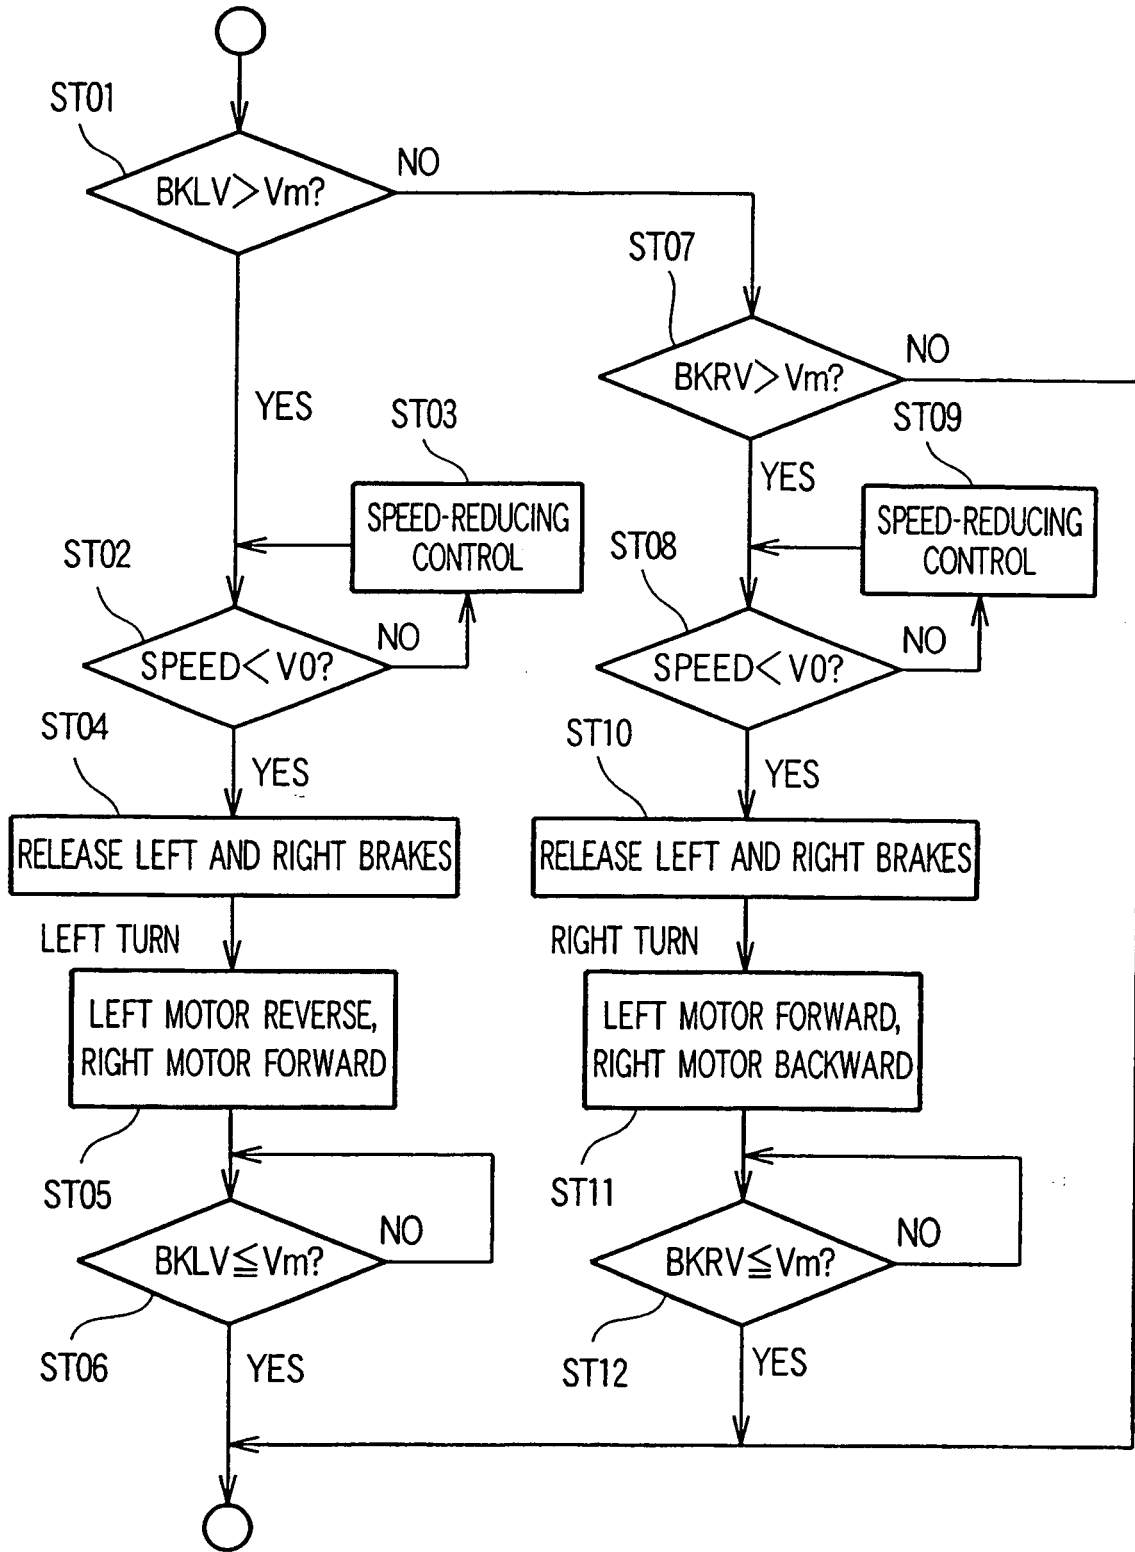 ST01
BKLV>Vm?
NO
ST07
BKRV>Vm?
NO
YES
ST03
SPEED-REDUCING
CONTROL
ST09
YES
SPEED-REDUCING
CONTROL
ST02
SPEED<V0?
NO
ST08
SPEED<V0?
NO
ST04
YES
RELEASE LEFT AND RIGHT BRAKES
ST10
YES
RELEASE LEFT AND RIGHT BRAKES
LEFT TURN
LEFT MOTOR REVERSE,
RIGHT MOTOR FORWARD
RIGHT TURN
LEFT MOTOR FORWARD,
RIGHT MOTOR BACKWARD
ST05
BKLV≦Vm?
NO
ST11
BKRV≦Vm?
NO
ST06
YES
ST12
YES